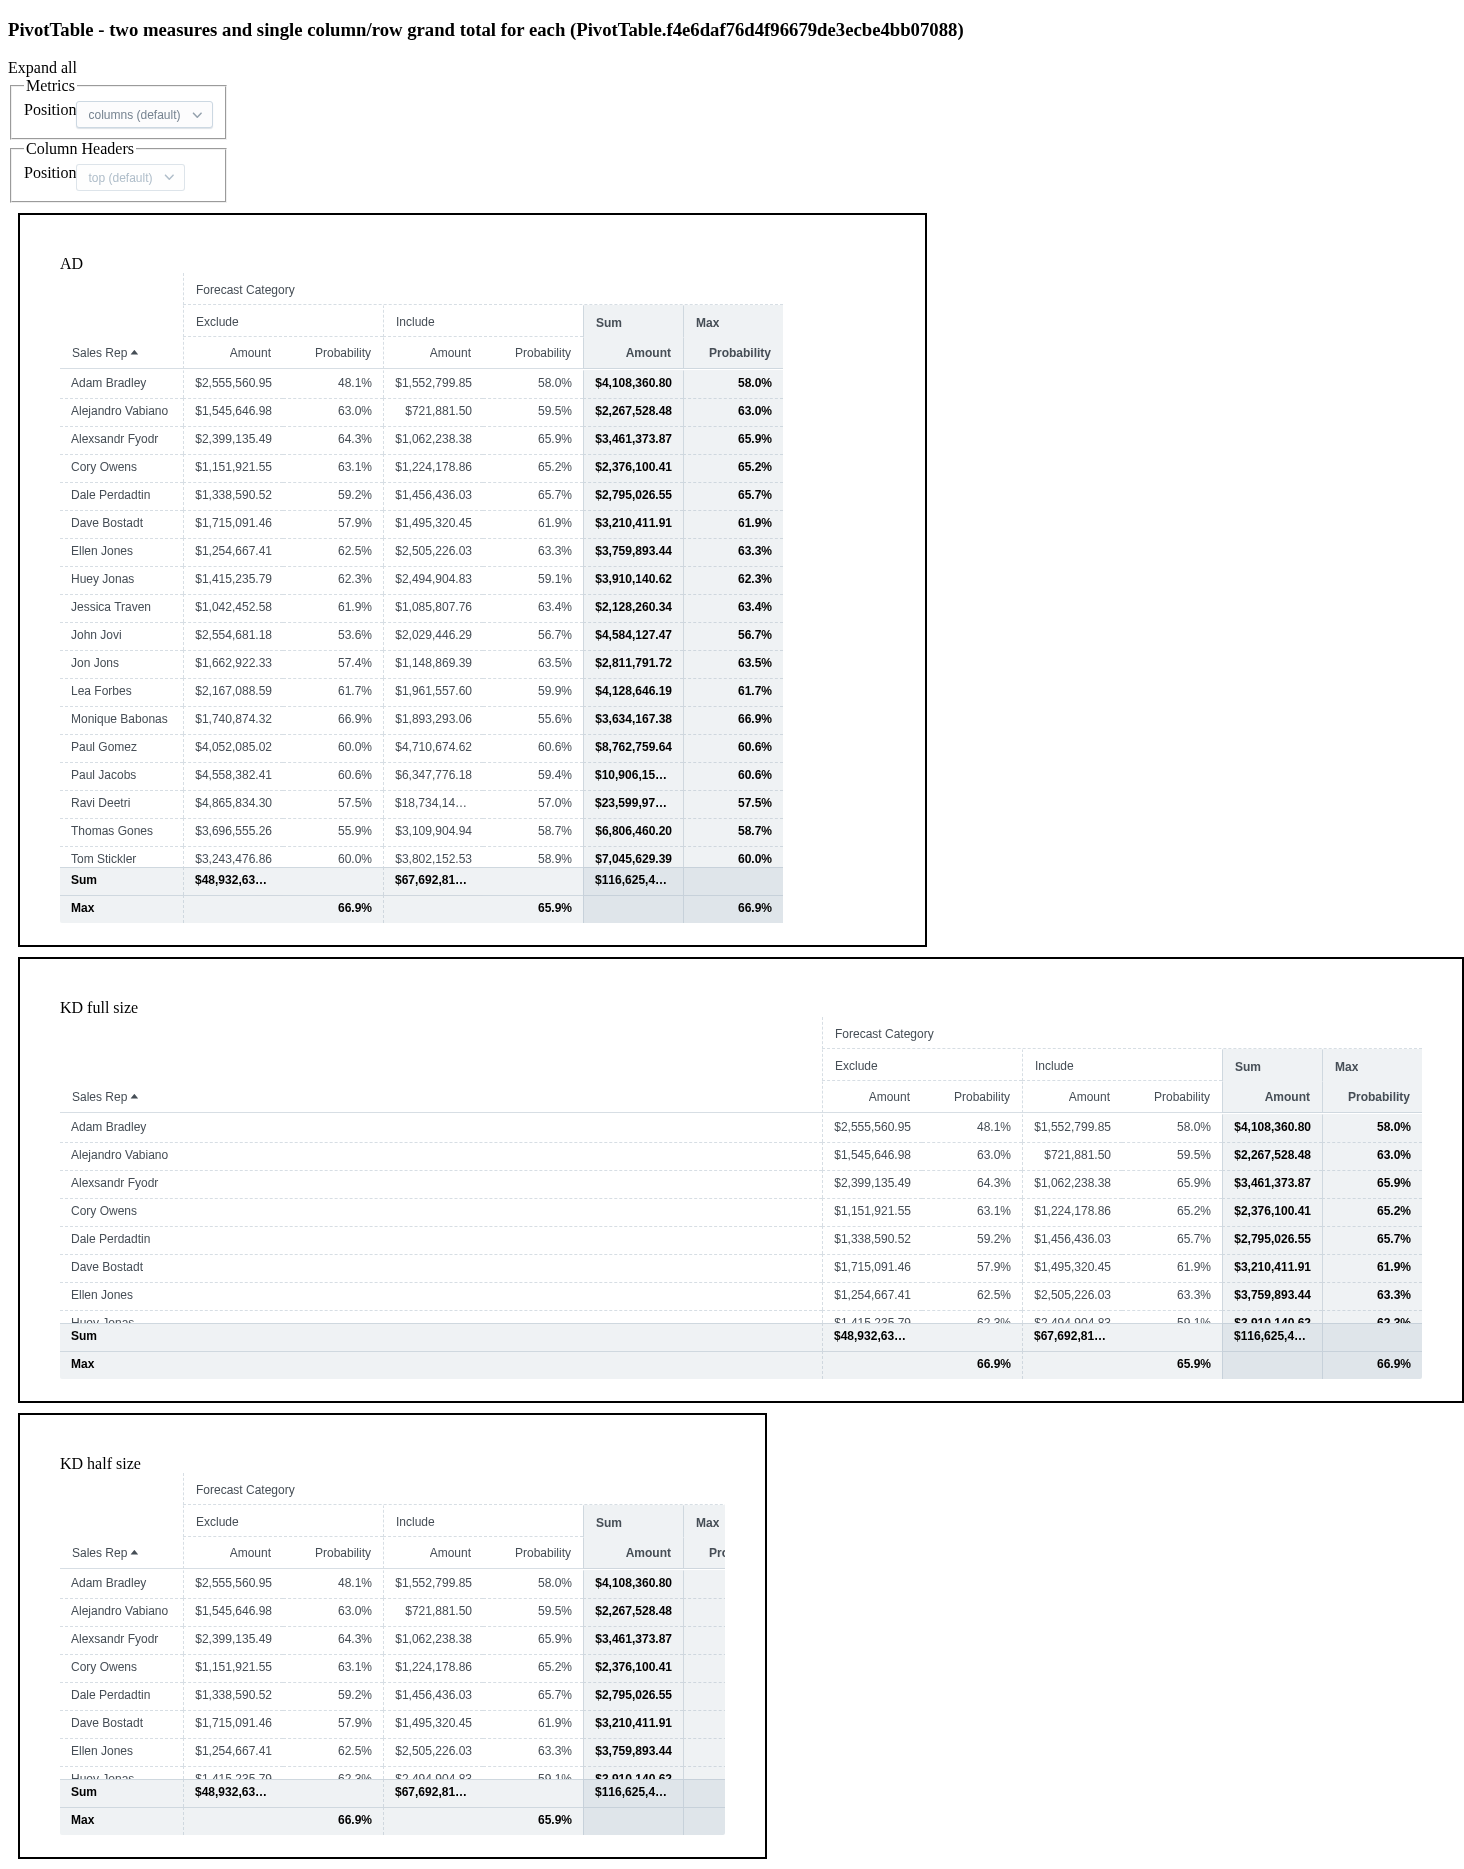 PivotTable - two measures and single column/row grand total for each (PivotTable.f4e6daf76d4f96679de3ecbe4bb07088)
Expand all
Metrics
Position columns (default)
Column Headers
Position top (default)
AD
Forecast Category
Exclude Include Sum Max
Sales Rep Amount Probability Amount Probability Amount Probability
Adam Bradley $2,555,560.95 48.1% $1,552,799.85 58.0% $4,108,360.80 58.0%
Alejandro Vabiano $1,545,646.98 63.0% $721,881.50 59.5% $2,267,528.48 63.0%
Alexsandr Fyodr $2,399,135.49 64.3% $1,062,238.38 65.9% $3,461,373.87 65.9%
Cory Owens $1,151,921.55 63.1% $1,224,178.86 65.2% $2,376,100.41 65.2%
Dale Perdadtin $1,338,590.52 59.2% $1,456,436.03 65.7% $2,795,026.55 65.7%
Dave Bostadt $1,715,091.46 57.9% $1,495,320.45 61.9% $3,210,411.91 61.9%
Ellen Jones $1,254,667.41 62.5% $2,505,226.03 63.3% $3,759,893.44 63.3%
Huey Jonas $1,415,235.79 62.3% $2,494,904.83 59.1% $3,910,140.62 62.3%
Jessica Traven $1,042,452.58 61.9% $1,085,807.76 63.4% $2,128,260.34 63.4%
John Jovi $2,554,681.18 53.6% $2,029,446.29 56.7% $4,584,127.47 56.7%
Jon Jons $1,662,922.33 57.4% $1,148,869.39 63.5% $2,811,791.72 63.5%
Lea Forbes $2,167,088.59 61.7% $1,961,557.60 59.9% $4,128,646.19 61.7%
Monique Babonas $1,740,874.32 66.9% $1,893,293.06 55.6% $3,634,167.38 66.9%
Paul Gomez $4,052,085.02 60.0% $4,710,674.62 60.6% $8,762,759.64 60.6%
Paul Jacobs $4,558,382.41 60.6% $6,347,776.18 59.4% $10,906,15… 60.6%
Ravi Deetri $4,865,834.30 57.5% $18,734,14… 57.0% $23,599,97… 57.5%
Thomas Gones $3,696,555.26 55.9% $3,109,904.94 58.7% $6,806,460.20 58.7%
Tom Stickler $3,243,476.86 60.0% $3,802,152.53 58.9% $7,045,629.39 60.0%
Sum $48,932,63… $67,692,81… $116,625,4…
Max 66.9% 65.9% 66.9%
KD full size
Forecast Category
Exclude Include Sum Max
Sales Rep Amount Probability Amount Probability Amount Probability
Adam Bradley $2,555,560.95 48.1% $1,552,799.85 58.0% $4,108,360.80 58.0%
Alejandro Vabiano $1,545,646.98 63.0% $721,881.50 59.5% $2,267,528.48 63.0%
Alexsandr Fyodr $2,399,135.49 64.3% $1,062,238.38 65.9% $3,461,373.87 65.9%
Cory Owens $1,151,921.55 63.1% $1,224,178.86 65.2% $2,376,100.41 65.2%
Dale Perdadtin $1,338,590.52 59.2% $1,456,436.03 65.7% $2,795,026.55 65.7%
Dave Bostadt $1,715,091.46 57.9% $1,495,320.45 61.9% $3,210,411.91 61.9%
Ellen Jones $1,254,667.41 62.5% $2,505,226.03 63.3% $3,759,893.44 63.3%
Huey Jonas $1,415,235.79 62.3% $2,494,904.83 59.1% $3,910,140.62 62.3%
Sum $48,932,63… $67,692,81… $116,625,4…
Max 66.9% 65.9% 66.9%
KD half size
Forecast Category
Exclude Include Sum Max
Sales Rep Amount Probability Amount Probability Amount Pro
Adam Bradley $2,555,560.95 48.1% $1,552,799.85 58.0% $4,108,360.80
Alejandro Vabiano $1,545,646.98 63.0% $721,881.50 59.5% $2,267,528.48
Alexsandr Fyodr $2,399,135.49 64.3% $1,062,238.38 65.9% $3,461,373.87
Cory Owens $1,151,921.55 63.1% $1,224,178.86 65.2% $2,376,100.41
Dale Perdadtin $1,338,590.52 59.2% $1,456,436.03 65.7% $2,795,026.55
Dave Bostadt $1,715,091.46 57.9% $1,495,320.45 61.9% $3,210,411.91
Ellen Jones $1,254,667.41 62.5% $2,505,226.03 63.3% $3,759,893.44
Huey Jonas $1,415,235.79 62.3% $2,494,904.83 59.1% $3,910,140.62
Sum $48,932,63… $67,692,81… $116,625,4…
Max 66.9% 65.9%